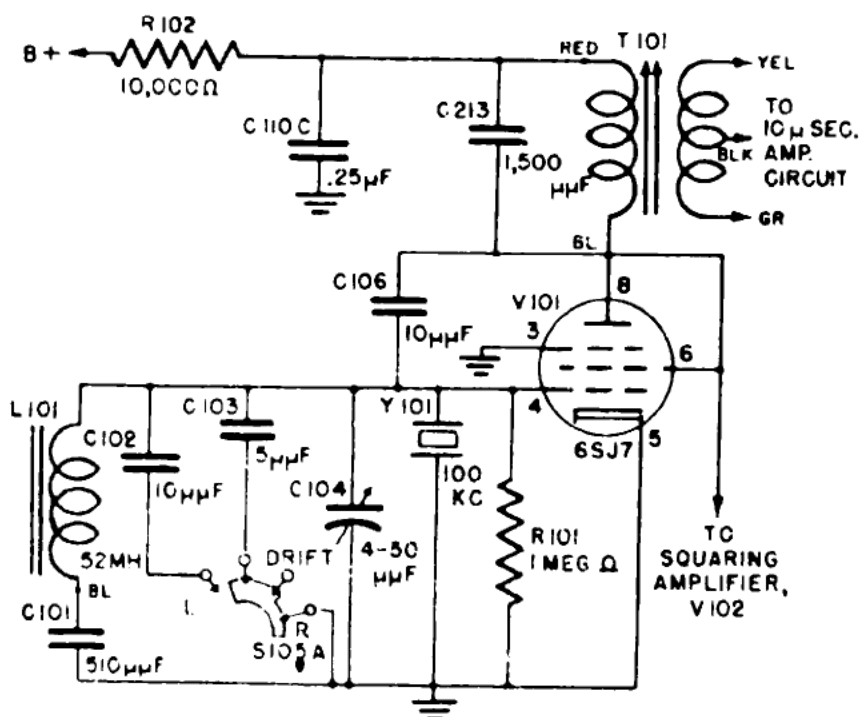 B+
R102
10,000Ω
RED
T101
YEL
TO
10μ SEC.
AMP.
CIRCUIT
BLK
GR
C110C
.25μF
C213
1,500
μμF
BL
C106
10μμF
V101
8
3
6
4
5
6SJ7
L101
52MH
BL
C101
510μμF
C102
10μμF
C103
5μμF
C104
4-50
μμF
Y101
100
KC
R101
1 MEG Ω
DRIFT
L
R
S105A
TO
SQUARING
AMPLIFIER,
V102